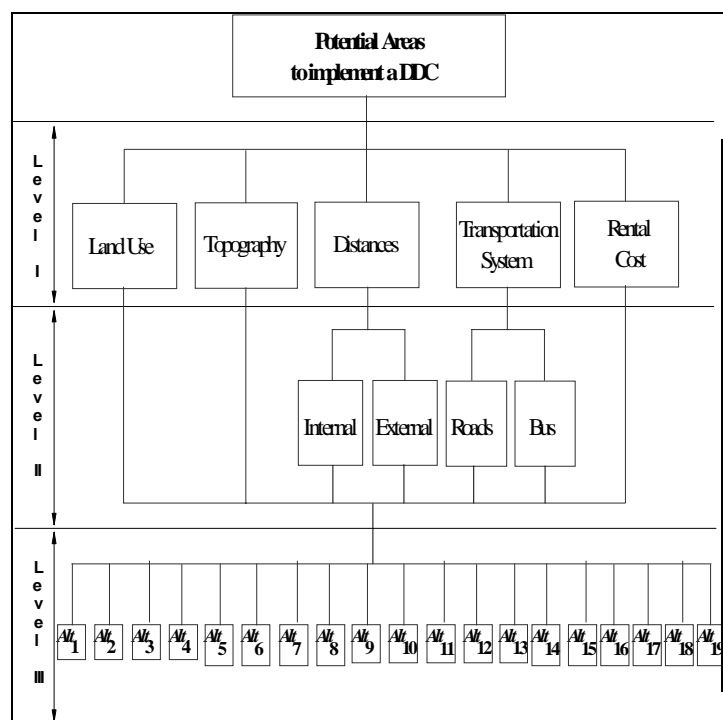 Potential Areas
to implement a DDC
Level I
Land Use
Topography
Distances
Transportation
System
Rental
Cost
Level II
Internal
External
Roads
Bus
Level III
Alt
1
Alt
2
Alt
3
Alt
4
Alt
5
Alt
6
Alt
7
Alt
8
Alt
9
Alt
10
Alt
11
Alt
12
Alt
13
Alt
14
Alt
15
Alt
16
Alt
17
Alt
18
Alt
19